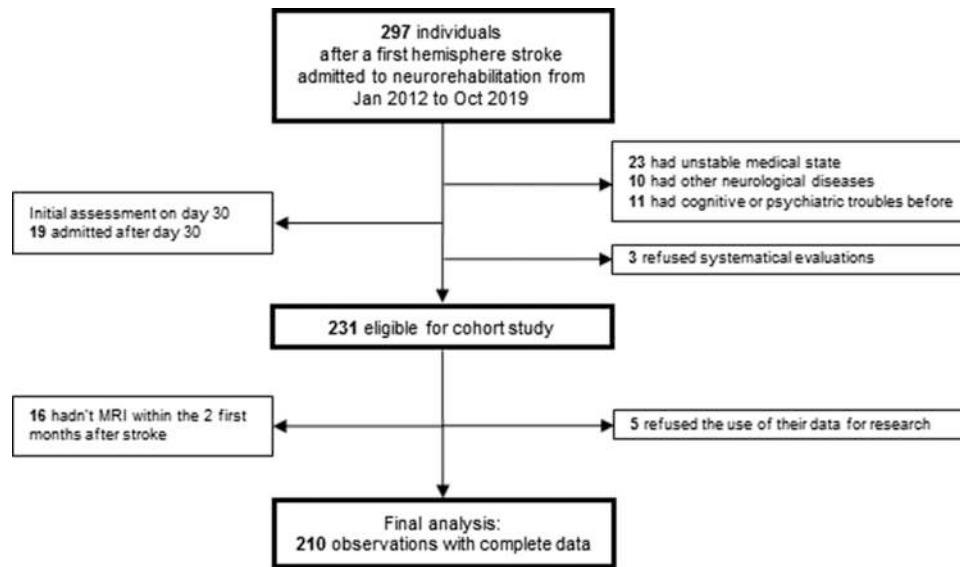 297 individuals
after a first hemisphere stroke
admitted to neurorehabilitation from
Jan 2012 to Oct 2019
23 had unstable medical state
10 had other neurological diseases
11 had cognitive or psychiatric troubles before
Initial assessment on day 30
19 admitted after day 30
3 refused systematical evaluations
231 eligible for cohort study
16 hadn't MRI within the 2 first
months after stroke
5 refused the use of their data for research
Final analysis:
210 observations with complete data